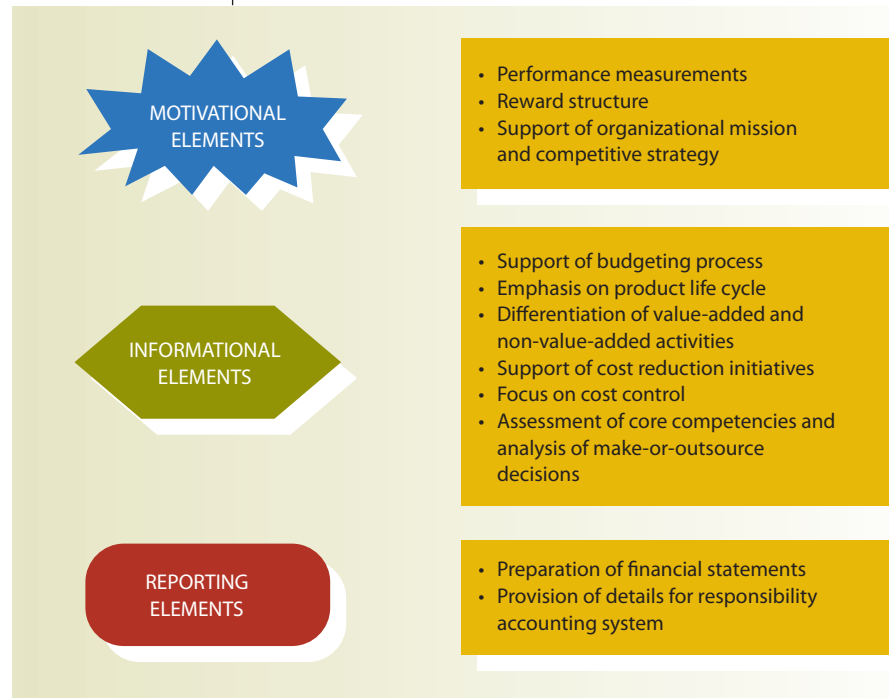 MOTIVATIONAL
ELEMENTS
• Performance measurements
• Reward structure
• Support of organizational mission
and competitive strategy
INFORMATIONAL
ELEMENTS
• Support of budgeting process
• Emphasis on product life cycle
• Differentiation of value-added and
non-value-added activities
• Support of cost reduction initiatives
• Focus on cost control
• Assessment of core competencies and
analysis of make-or-outsource
decisions
REPORTING
ELEMENTS
• Preparation of financial statements
• Provision of details for responsibility
accounting system